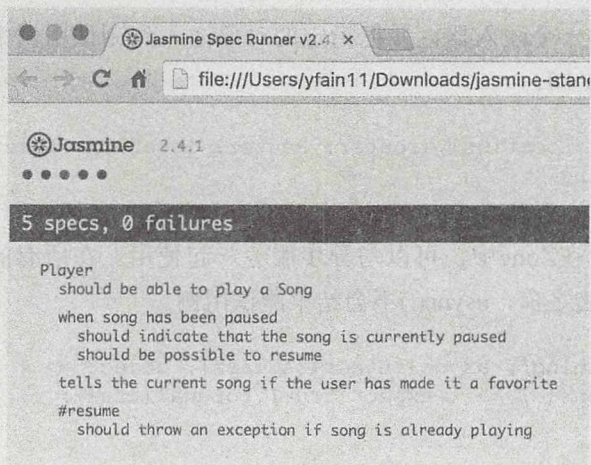 Jasmine Spec Runner v2.4. ×
file:///Users/yfain11/Downloads/jasmine-stan
Jasmine 2.4.1
5 specs, 0 failures
Player
should be able to play a Song
when song has been paused
should indicate that the song is currently paused
should be possible to resume
tells the current song if the user has made it a favorite
#resume
should throw an exception if song is already playing